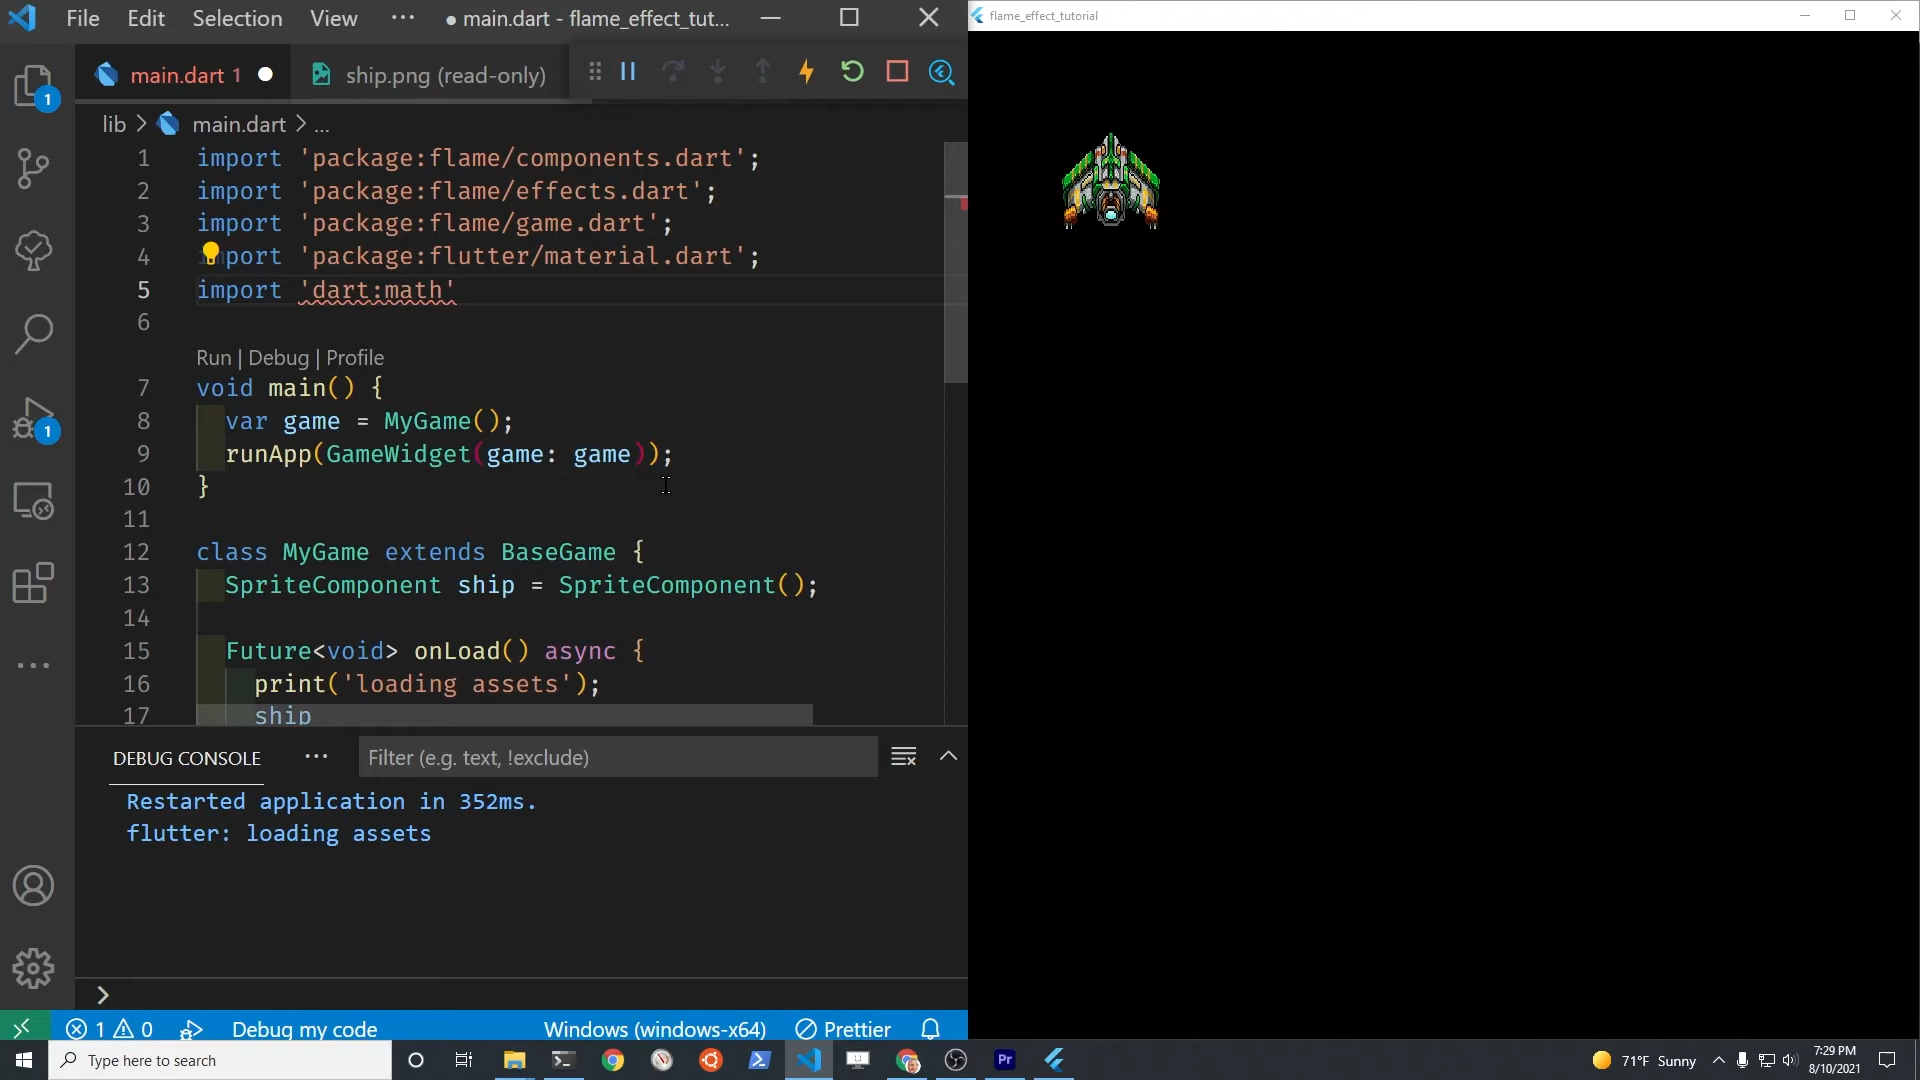 File Edit Selection View ··· ● main.dart - flame_effect_tut...
flame_effect_tutorial
main.dart 1 ship.png (read-only)
lib > main.dart > ...
1 import 'package:flame/components.dart';
2 import 'package:flame/effects.dart';
3 import 'package:flame/game.dart';
4 import 'package:flutter/material.dart';
5 import 'dart:math'
6
Run | Debug | Profile
7 void main() {
8 var game = MyGame();
9 runApp(GameWidget(game: game));
10 }
11
12 class MyGame extends BaseGame {
13 SpriteComponent ship = SpriteComponent();
14
15 Future<void> onLoad() async {
16 print('loading assets');
17 ship
1
1
DEBUG CONSOLE ··· Filter (e.g. text, !exclude)
Restarted application in 352ms.
flutter: loading assets
>
1 0 Debug my code Windows (windows-x64) Prettier
Type here to search
Pr
71°F Sunny
7:29 PM
8/10/2021